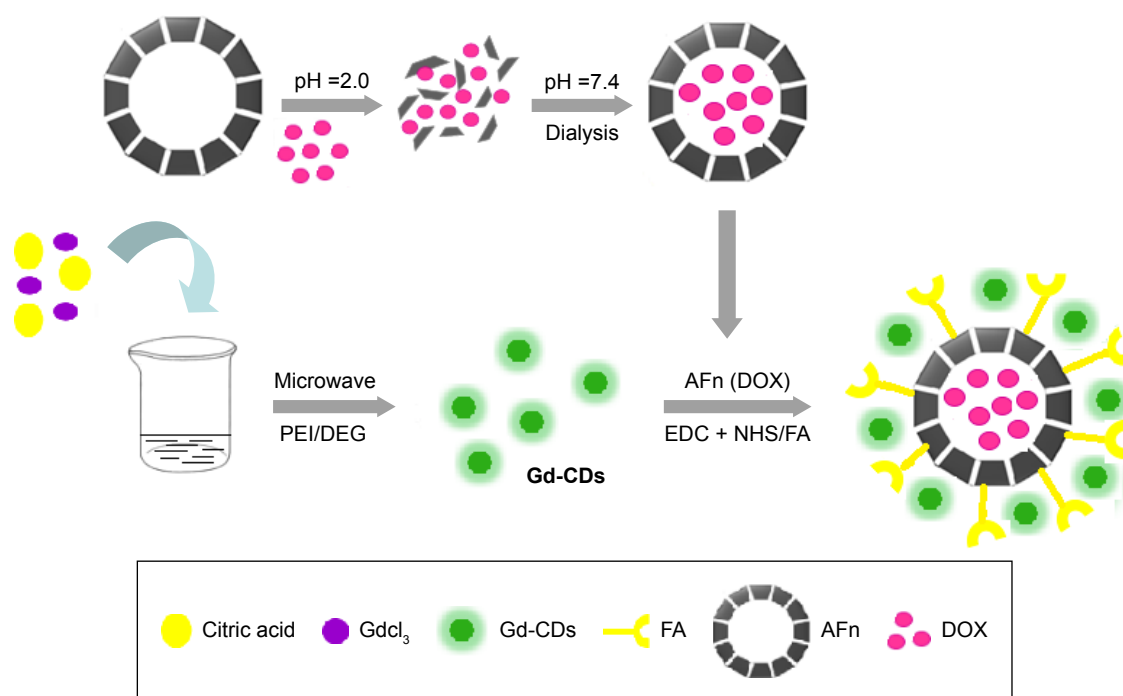 pH =2.0
pH =7.4
Dialysis
Microwave
PEI/DEG
Gd-CDs
AFn (DOX)
EDC + NHS/FA
Citric acid
Gdcl₃
Gd-CDs
FA
AFn
DOX